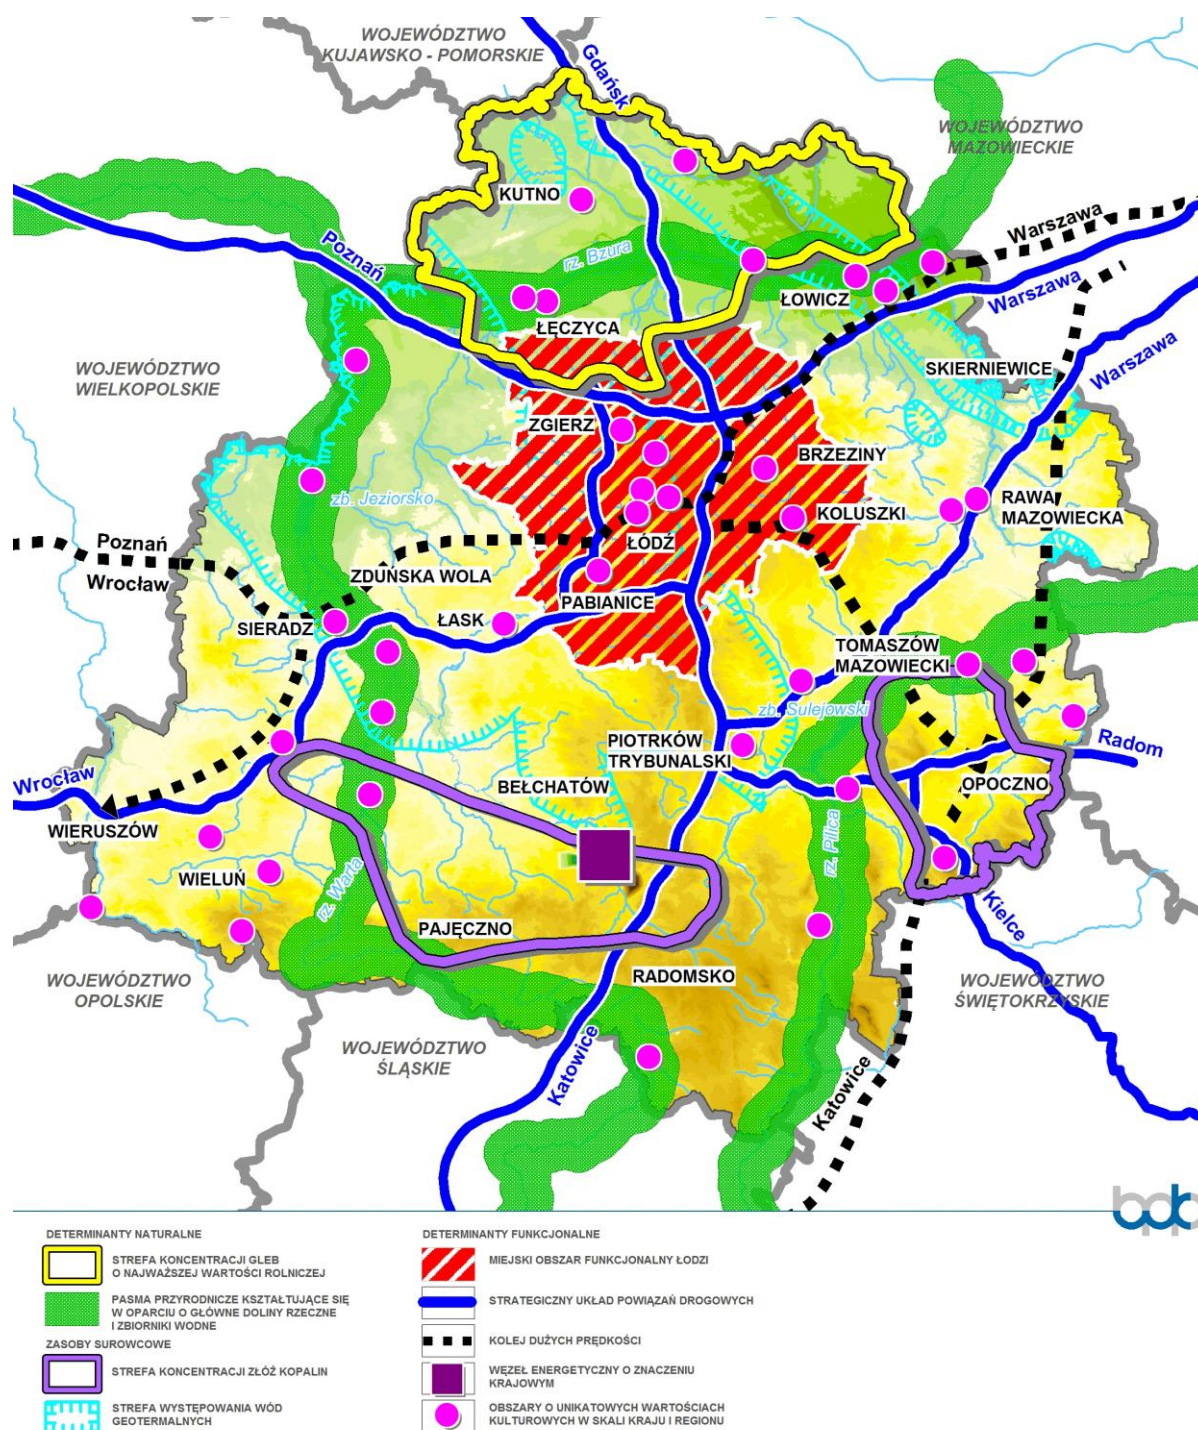 WOJEWÓDZTWO
KUJAWSKO - POMORSKIE
Gdańsk
WOJEWÓDZTWO
MAZOWIECKIE
KUTNO
Warszawa
Poznań
rz. Bzura
Warszawa
ŁOWICZ
ŁĘCZYCA
Warszawa
WOJEWÓDZTWO
WIELKOPOLSKIE
SKIERNIEWICE
ZGIERZ
BRZEZINY
zb. Jeziorsko
RAWA
MAZOWIECKA
KOLUSZKI
ŁÓDŹ
Poznań
Wrocław
ZDUŃSKA WOLA
PABIANICE
SIERADZ
ŁASK
TOMASZÓW
MAZOWIECKI
zb. Sulejowski
PIOTRKÓW
TRYBUNALSKI
Radom
Wrocław
BEŁCHATÓW
OPOCZNO
WIERUSZÓW
rz. Pilica
WIELUŃ
rz. Warta
PAJĘCZNO
Kielce
RADOMSKO
WOJEWÓDZTWO
OPOLSKIE
WOJEWÓDZTWO
ŚWIĘTOKRZYSKIE
WOJEWÓDZTWO
ŚLĄSKIE
Katowice
Katowice
bpp
DETERMINANTY NATURALNE
STREFA KONCENTRACJI GLEB
O NAJWAŻSZEJ WARTOŚCI ROLNICZEJ
PASMA PRZYRODNICZE KSZTAŁTUJĄCE SIĘ
W OPARCIU O GŁÓWNE DOLINY RZECZNE
I ZBIORNIKI WODNE
ZASOBY SUROWCOWE
STREFA KONCENTRACJI ZŁÓŻ KOPALIN
STREFA WYSTĘPOWANIA WÓD
GEOTERMALNYCH
DETERMINANTY FUNKCJONALNE
MIEJSKI OBSZAR FUNKCJONALNY ŁODZI
STRATEGICZNY UKŁAD POWIĄZAŃ DROGOWYCH
KOLEJ DUŻYCH PRĘDKOŚCI
WĘZEŁ ENERGETYCZNY O ZNACZENIU
KRAJOWYM
OBSZARY O UNIKATOWYCH WARTOŚCIACH
KULTUROWYCH W SKALI KRAJU I REGIONU